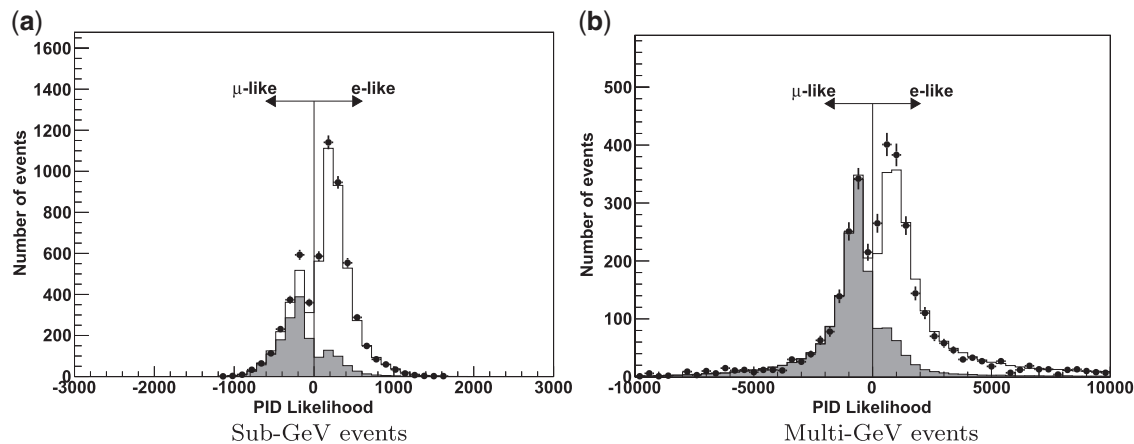 (a)
1600
1400
1200
1000
800
600
400
200
0
Number of events
μ-like e-like
-3000 -2000 -1000 0 1000 2000 3000
PID Likelihood
Sub-GeV events
(b)
500
400
300
200
100
0
Number of events
μ-like e-like
-10000 -5000 0 5000 10000
PID Likelihood
Multi-GeV events